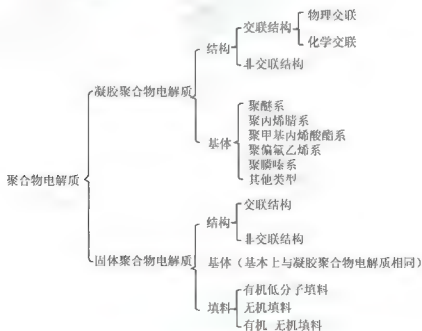 物理交联
交联结构
化学交联
结构
非交联结构
凝胶聚合物电解质
聚醚系
聚丙烯腈系
聚甲基丙烯酸酯系
基体
聚偏氟乙烯系
聚膦嗪系
其他类型
聚合物电解质
交联结构
结构
非交联结构
固体聚合物电解质
基体（基本上与凝胶聚合物电解质相同）
有机低分子填料
填料
无机填料
有机 无机填料